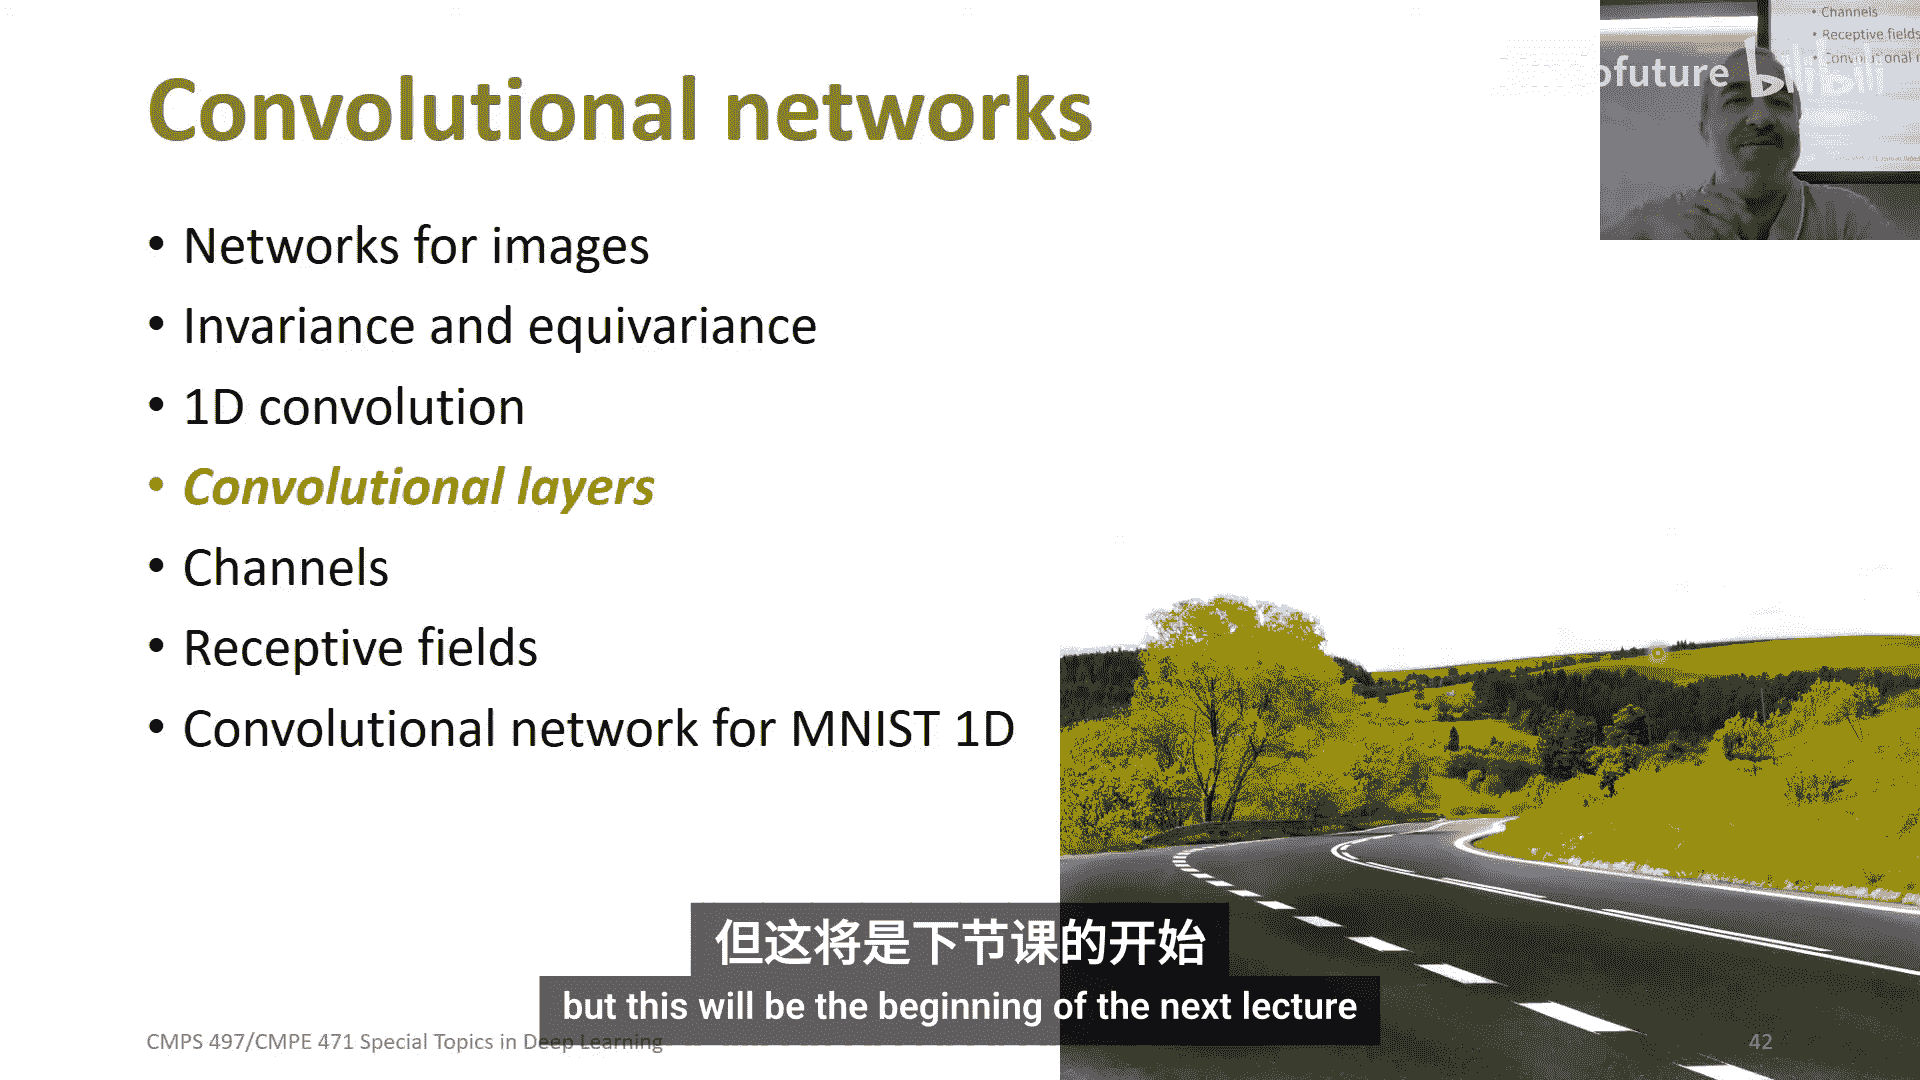 Convolutional networks
• Networks for images
• Invariance and equivariance
• 1D convolution
• Convolutional layers
• Channels
• Receptive fields
• Convolutional network for MNIST 1D
• Channels
• Receptive fields
ofuture bilibili
但这将是下节课的开始
but this will be the beginning of the next lecture
CMPS 497/CMPE 471 Special Topics in Deep Learning
42